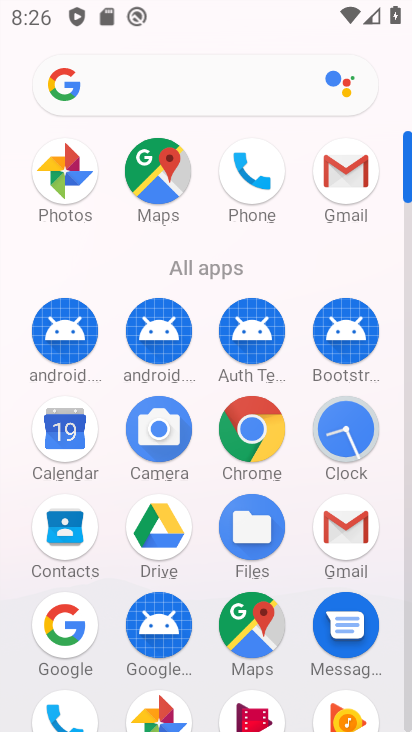 8:26
Photos Maps Phone Gmail
All apps
android.... android.... Auth Te... Bootstr...
19
Calendar Camera Chrome Clock
Contacts Drive Files Gmail
Google Google... Maps Messag...